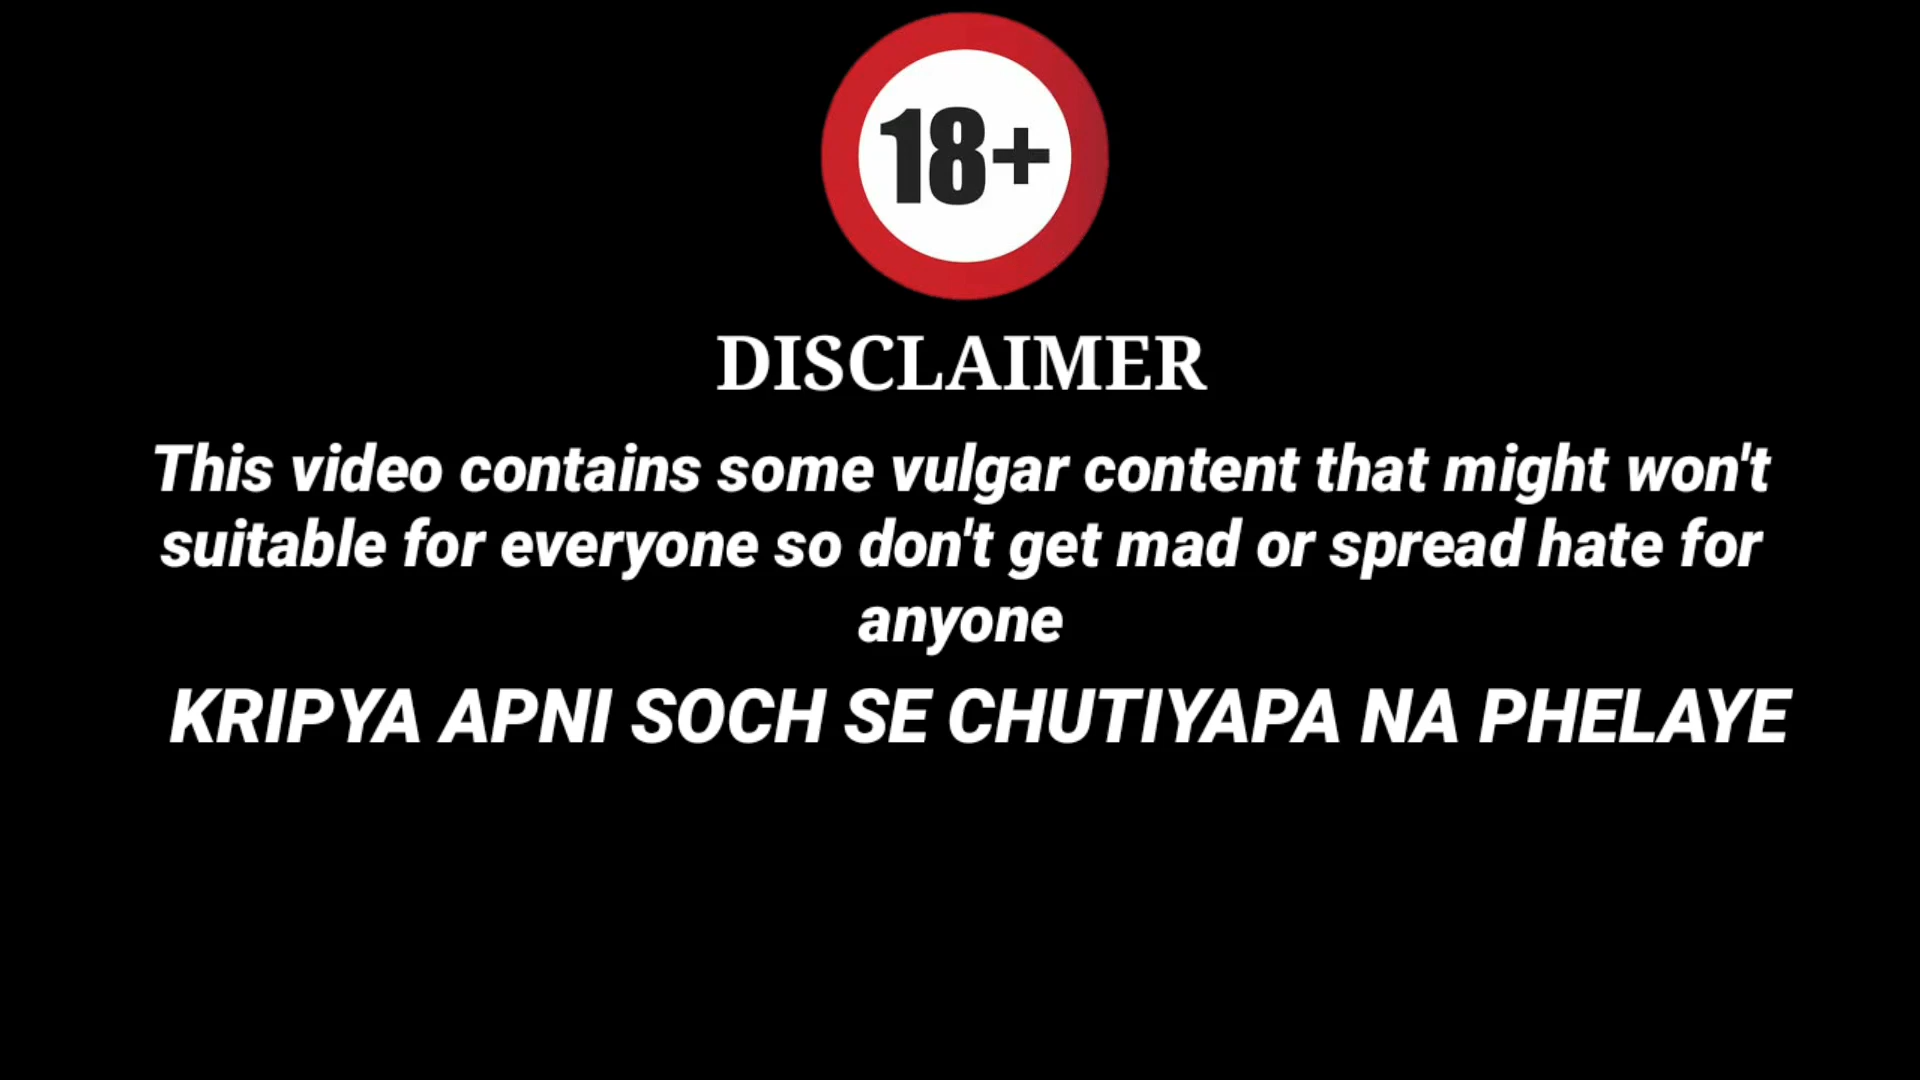 18+
DISCLAIMER
This video contains some vulgar content that might won't
suitable for everyone so don't get mad or spread hate for
anyone
KRIPYA APNI SOCH SE CHUTIYAPA NA PHELAYE